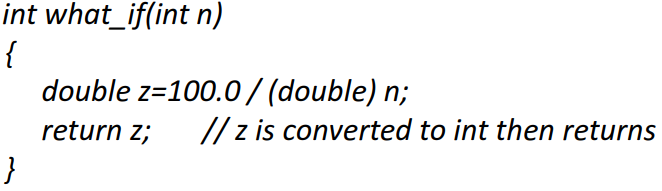 int what_if(int n)
{
double z=100.0 / (double) n;
return z; // z is converted to int then returns
}